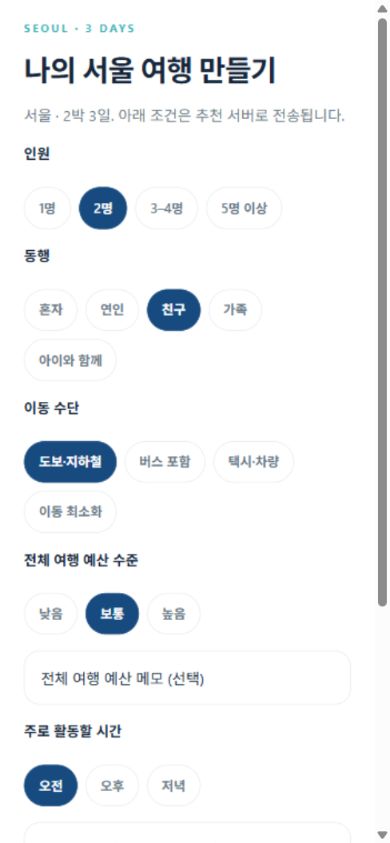 SEOUL · 3 DAYS
나의 서울 여행 만들기
서울 · 2박 3일. 아래 조건은 추천 서버로 전송됩니다.
인원
1명 2명 3–4명 5명 이상
동행
혼자 연인 친구 가족
아이와 함께
이동 수단
도보·지하철 버스 포함 택시·차량
이동 최소화
전체 여행 예산 수준
낮음 보통 높음
전체 여행 예산 메모 (선택)
주로 활동할 시간
오전 오후 저녁